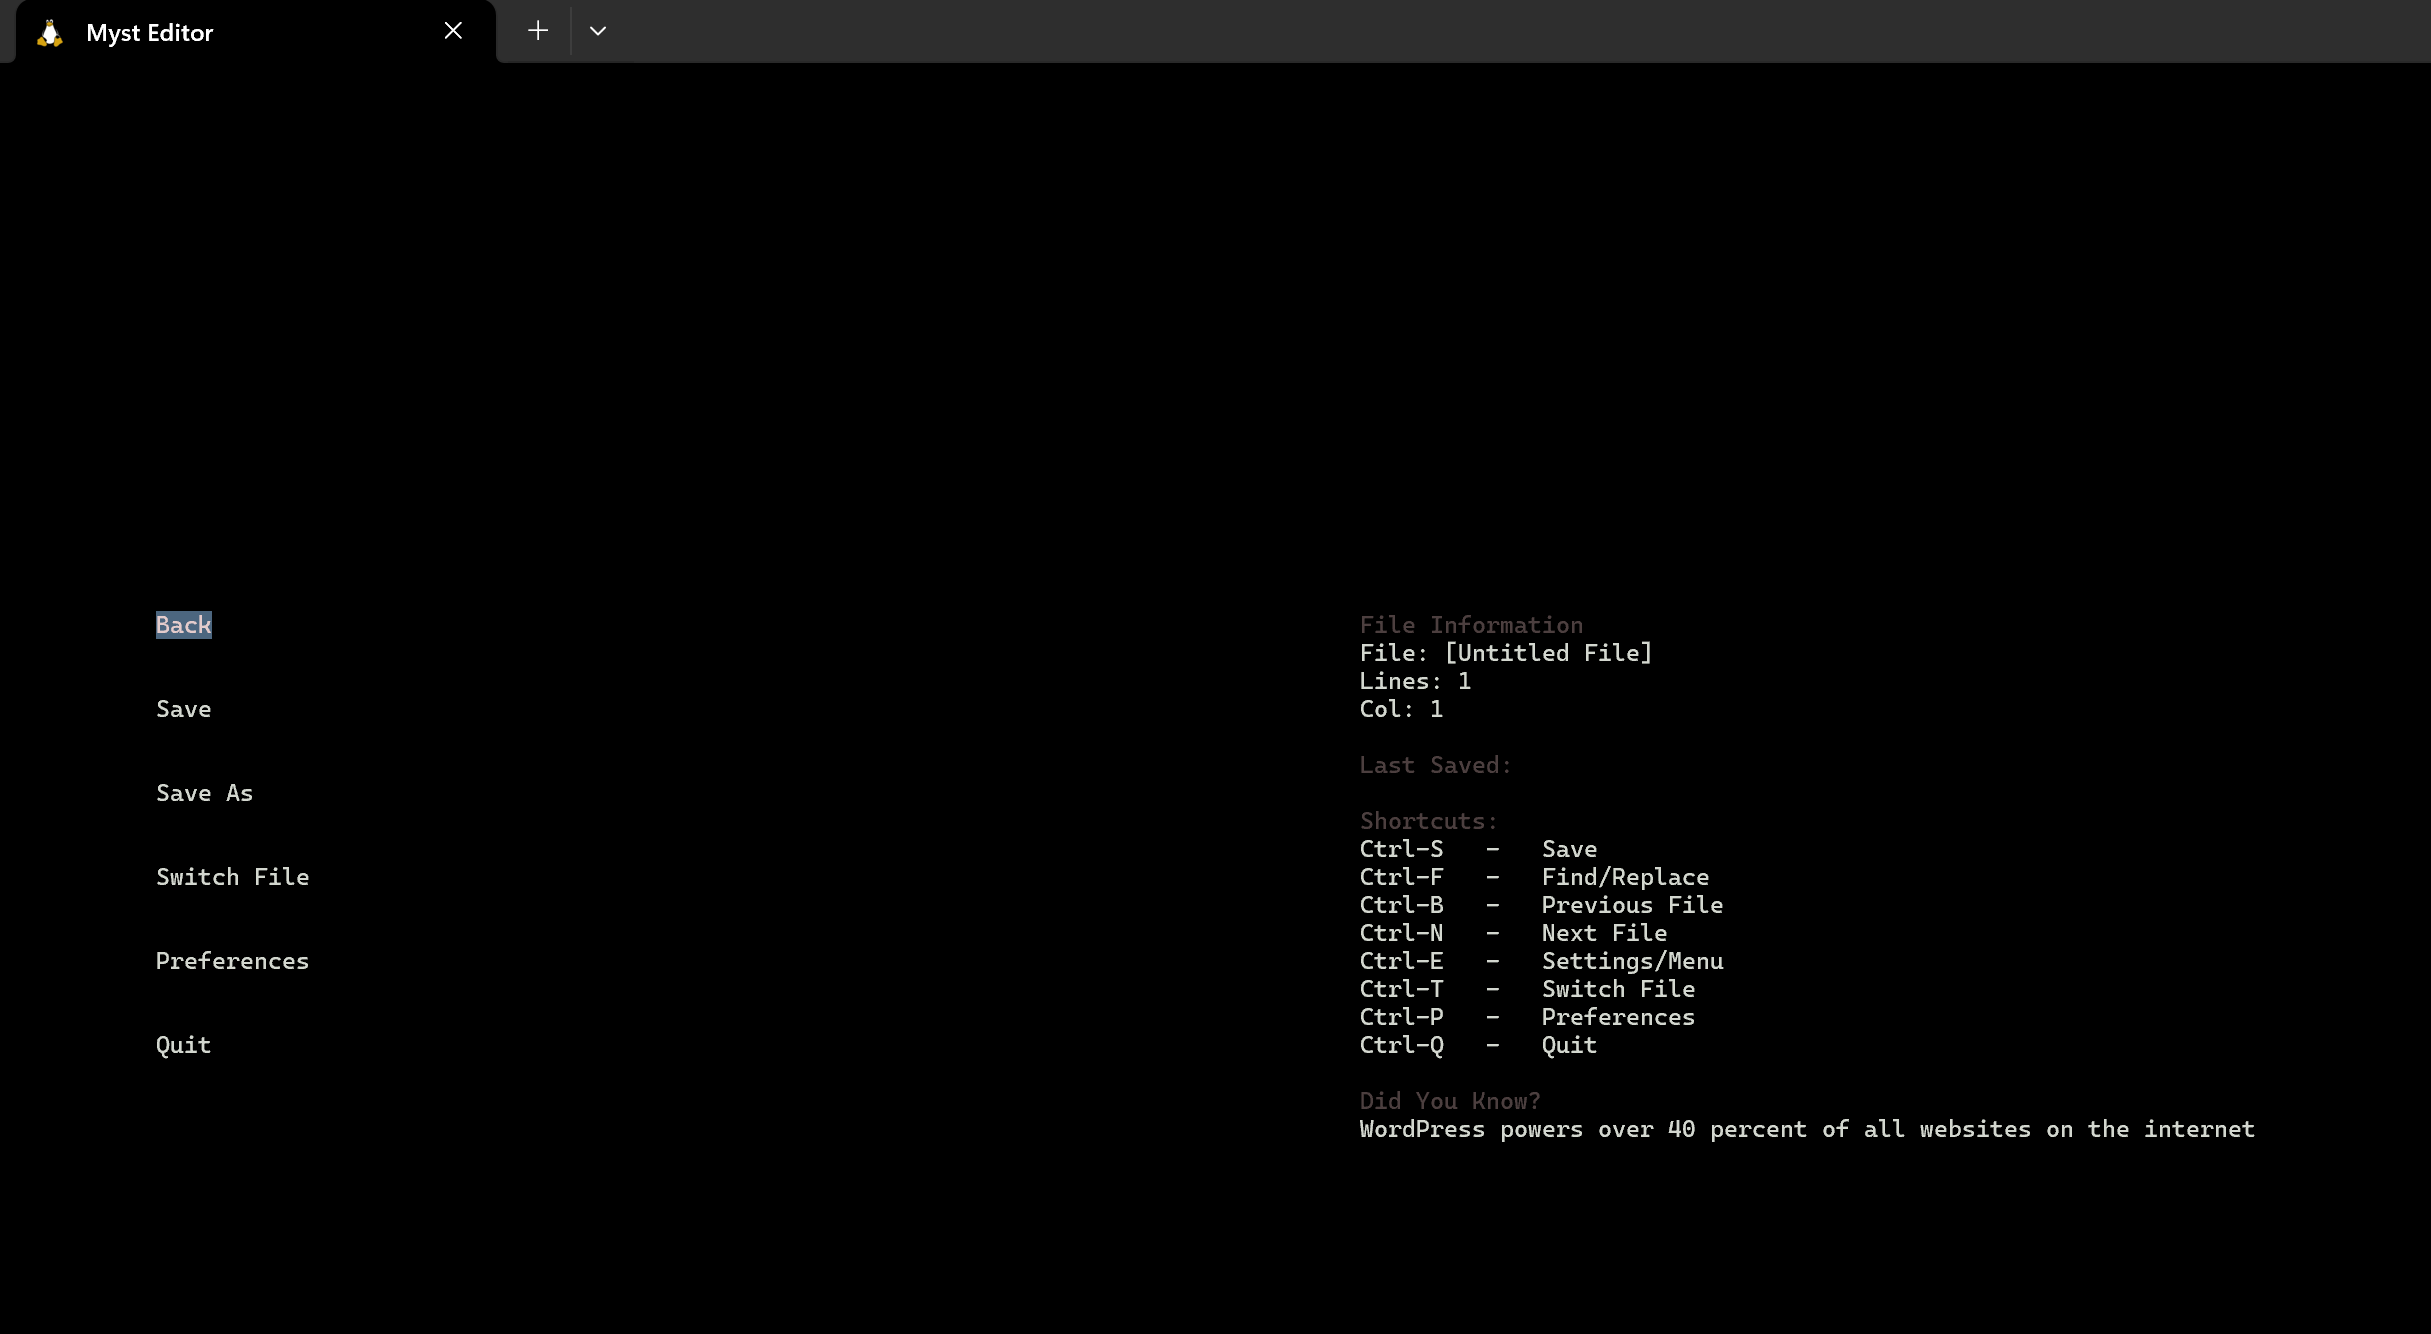 Myst Editor
Back
Save
Save As
Switch File
Preferences
Quit
File Information
File: [Untitled File]
Lines: 1
Col: 1
Last Saved:
Shortcuts:
Ctrl-S - Save
Ctrl-F - Find/Replace
Ctrl-B - Previous File
Ctrl-N - Next File
Ctrl-E - Settings/Menu
Ctrl-T - Switch File
Ctrl-P - Preferences
Ctrl-Q - Quit
Did You Know?
WordPress powers over 40 percent of all websites on the internet